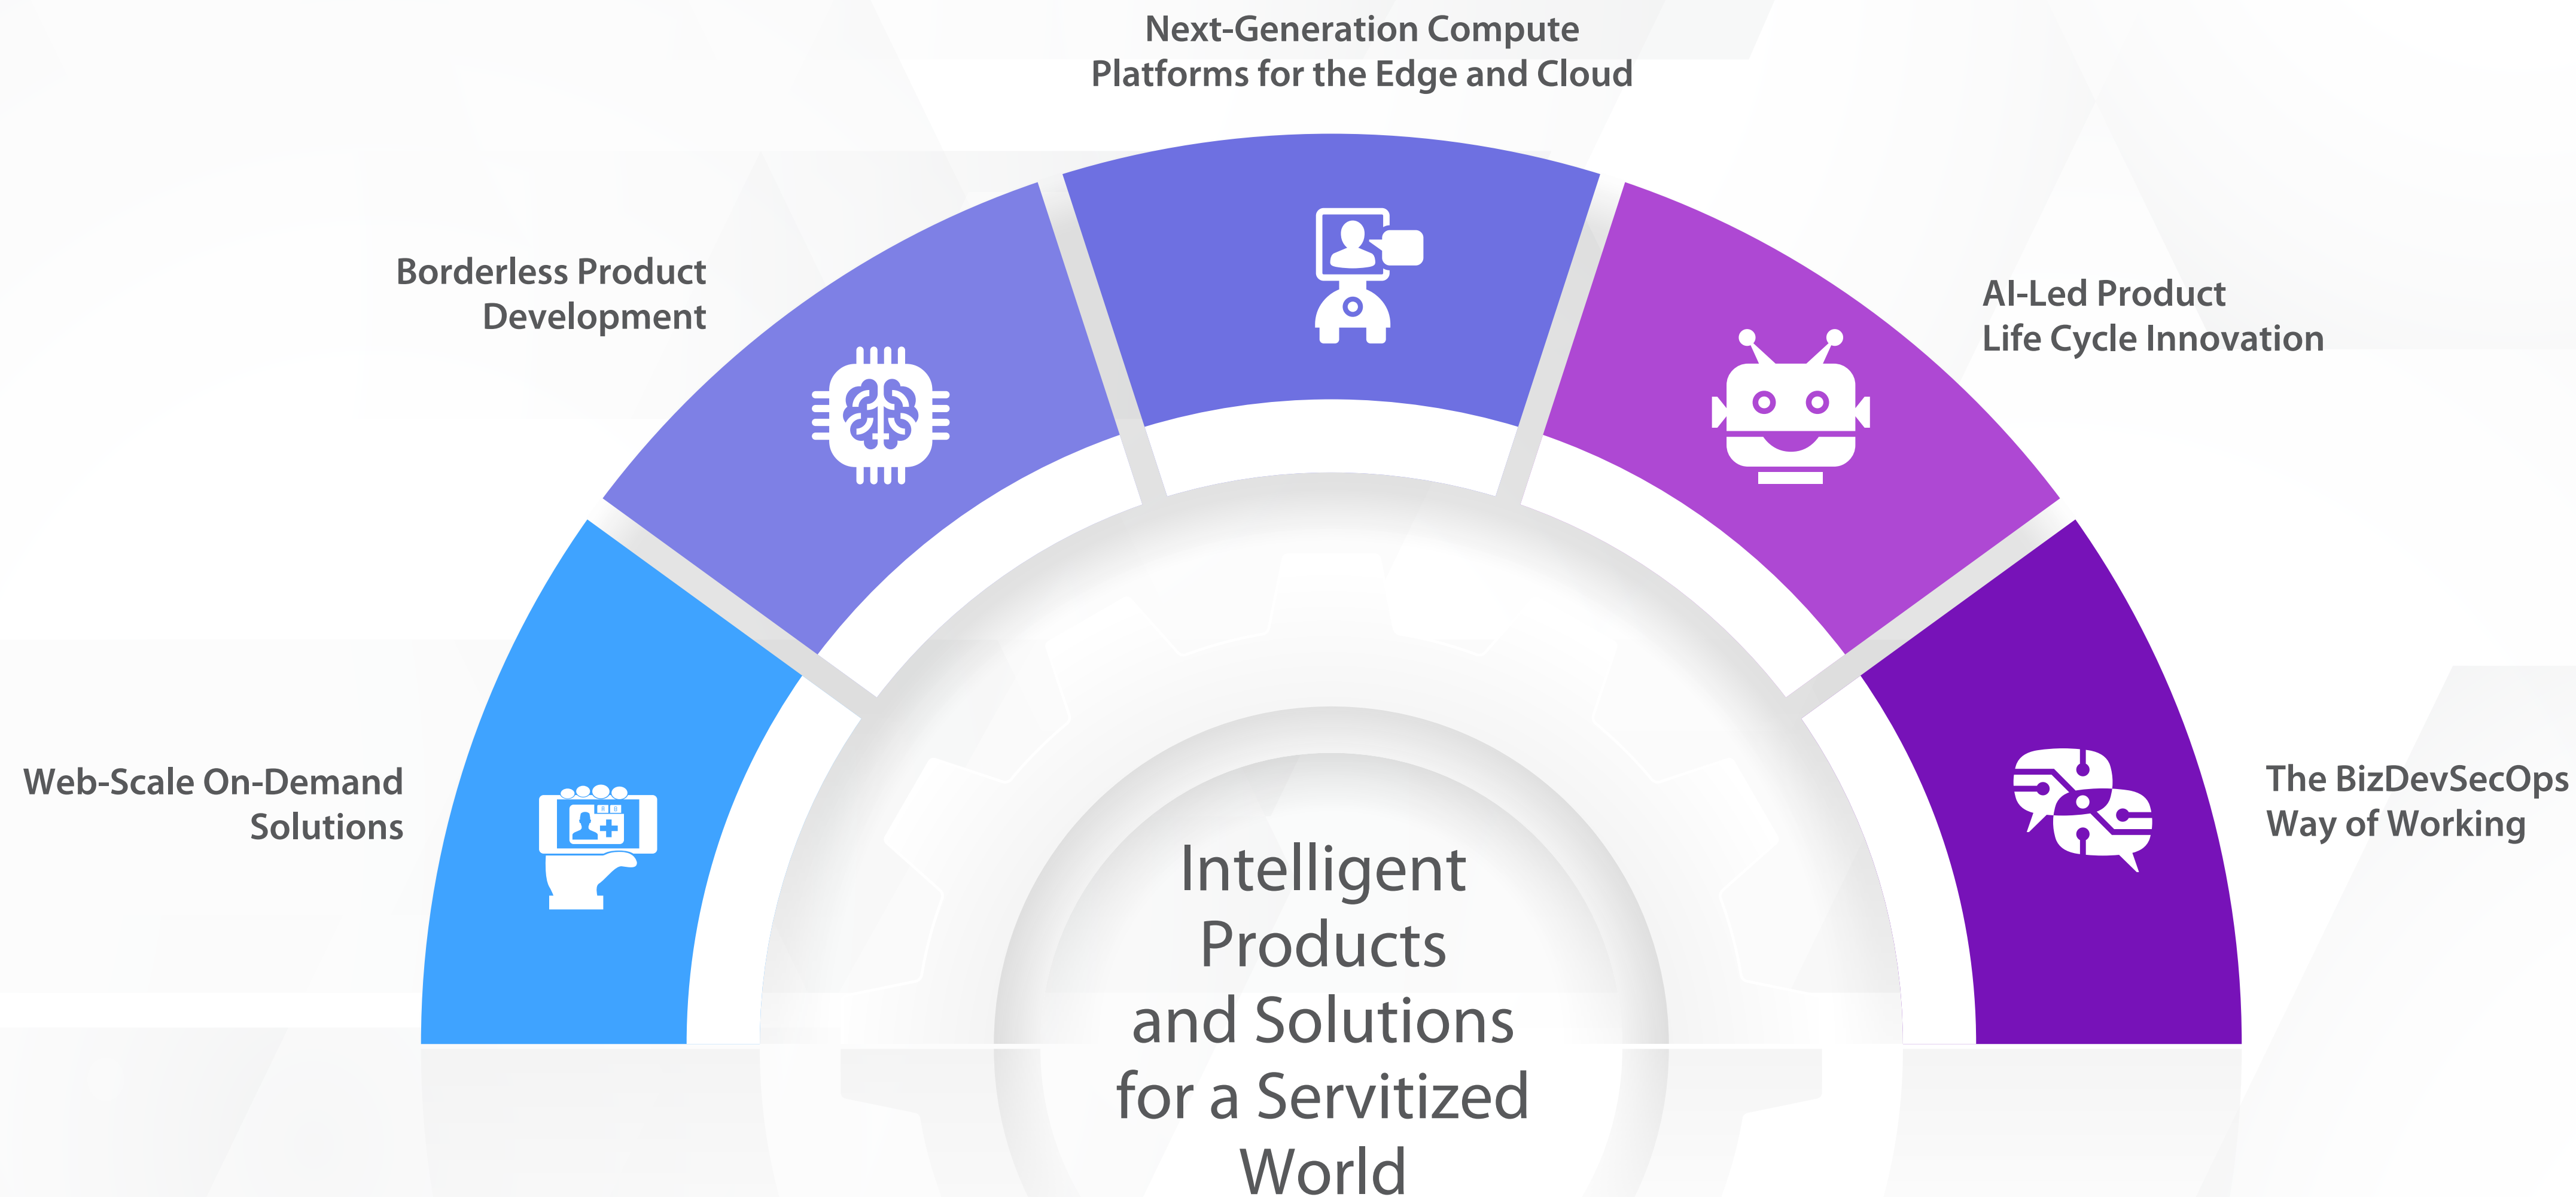 Next-Generation Compute
Platforms for the Edge and Cloud
Borderless Product
Development
AI-Led Product
Life Cycle Innovation
Web-Scale On-Demand
Solutions
The BizDevSecOps
Way of Working
Intelligent
Products
and Solutions
for a Servitized
World